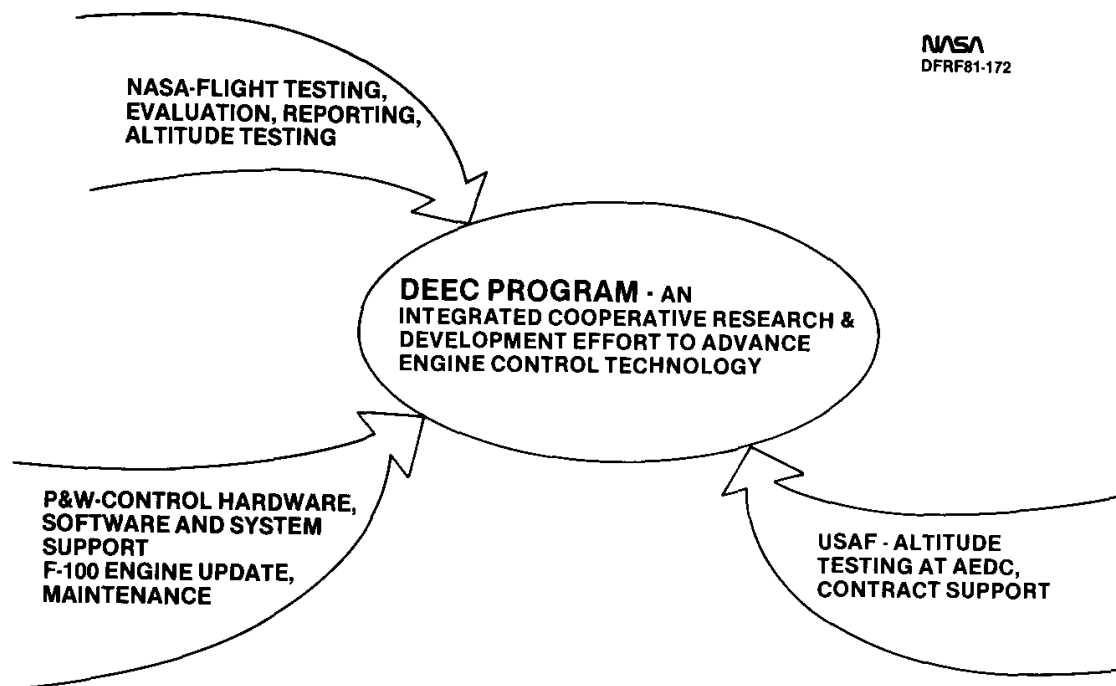 NASA
DFRF81-172
NASA-FLIGHT TESTING,
EVALUATION, REPORTING,
ALTITUDE TESTING
DEEC PROGRAM - AN
INTEGRATED COOPERATIVE RESEARCH &
DEVELOPMENT EFFORT TO ADVANCE
ENGINE CONTROL TECHNOLOGY
P&W-CONTROL HARDWARE,
SOFTWARE AND SYSTEM
SUPPORT
F-100 ENGINE UPDATE,
MAINTENANCE
USAF - ALTITUDE
TESTING AT AEDC,
CONTRACT SUPPORT